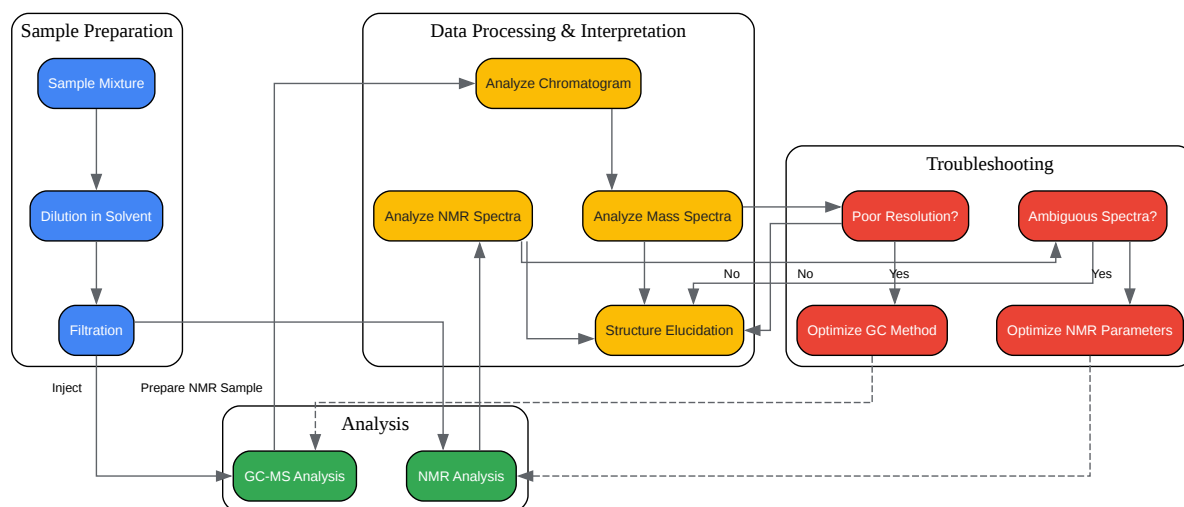 Sample Preparation
Sample Mixture
Dilution in Solvent
Filtration
Inject
Prepare NMR Sample
Data Processing & Interpretation
Analyze Chromatogram
Analyze NMR Spectra
Analyze Mass Spectra
Structure Elucidation
Troubleshooting
Poor Resolution?
Ambiguous Spectra?
No
No
Yes
Yes
Optimize GC Method
Optimize NMR Parameters
Analysis
GC-MS Analysis
NMR Analysis